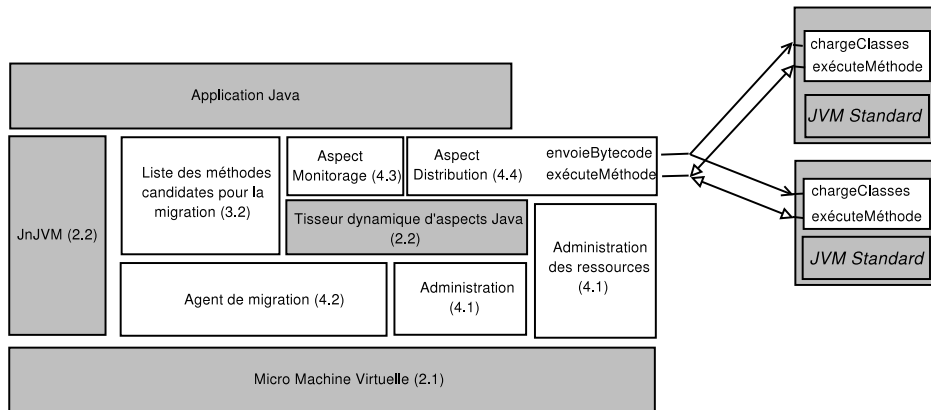 chargeClasses
exécuteMéthode
JVM Standard
Application Java
JnJVM (2.2)
Liste des méthodes
candidates pour la
migration (3.2)
Aspect
Monitorage (4.3)
Aspect
Distribution (4.4)
envoieBytecode
exécuteMéthode
chargeClasses
exécuteMéthode
JVM Standard
Tisseur dynamique d'aspects Java
(2.2)
Administration
des ressources
(4.1)
Agent de migration (4.2)
Administration
(4.1)
Micro Machine Virtuelle (2.1)